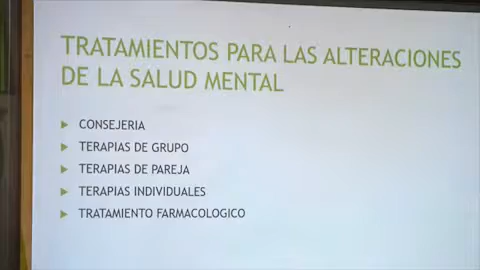 TRATAMIENTOS PARA LAS ALTERACIONES
DE LA SALUD MENTAL
CONSEJERIA
TERAPIAS DE GRUPO
TERAPIAS DE PAREJA
TERAPIAS INDIVIDUALES
TRATAMIENTO FARMACOLOGICO